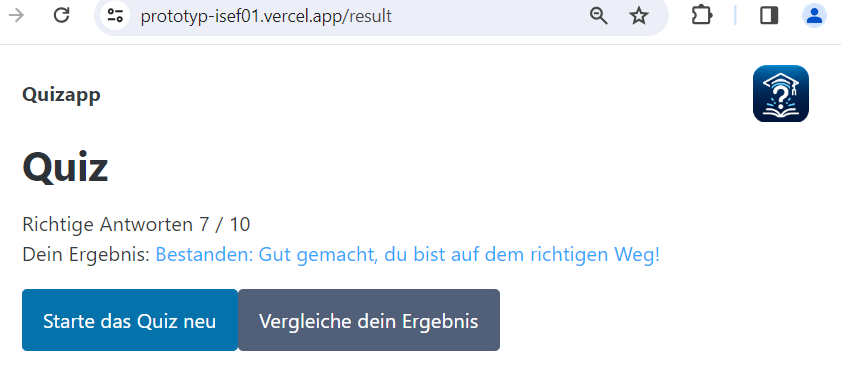 prototyp-isef01.vercel.app/result
Quizapp
?
Quiz
Richtige Antworten 7 / 10
Dein Ergebnis: Bestanden: Gut gemacht, du bist auf dem richtigen Weg!
Starte das Quiz neu Vergleiche dein Ergebnis